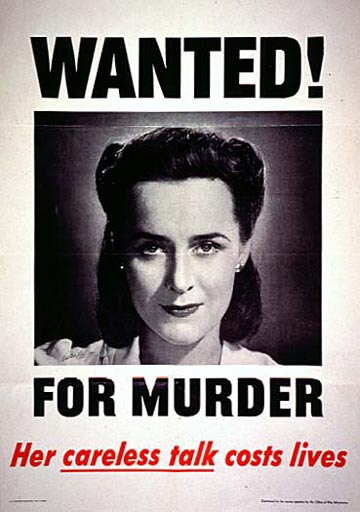 WANTED!
FOR MURDER
Her careless talk costs lives